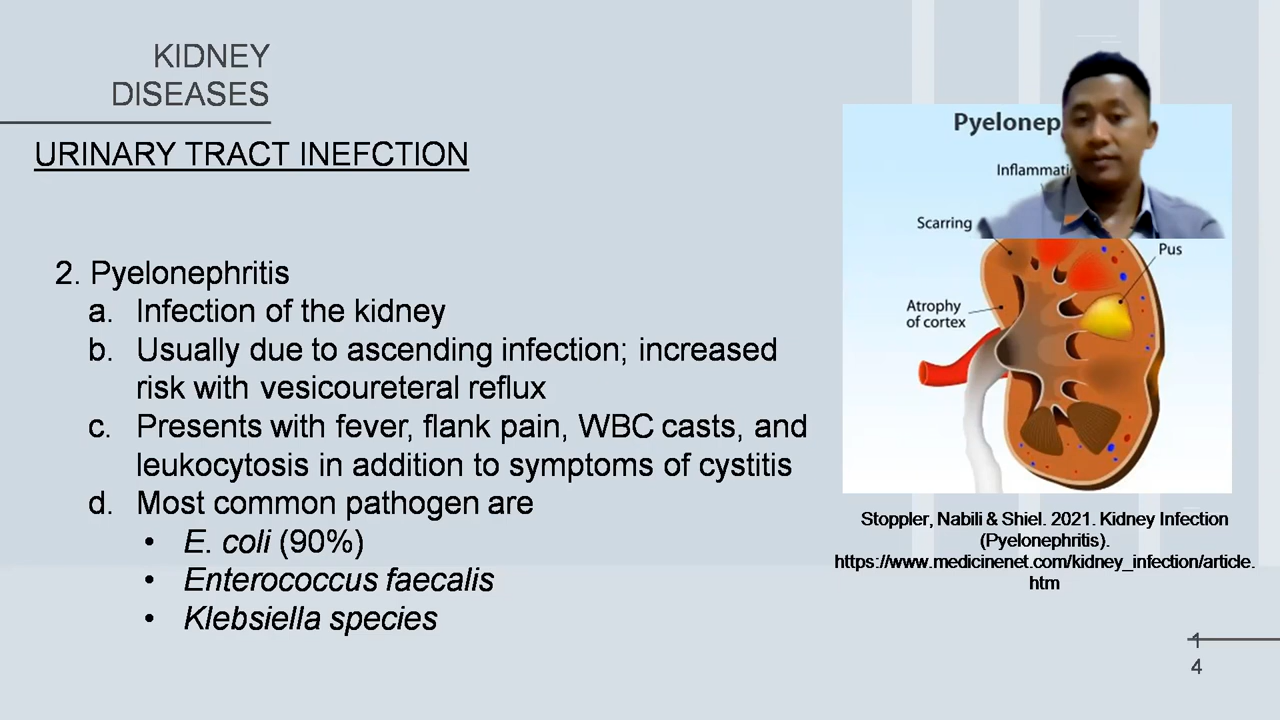 KIDNEY
DISEASES
URINARY TRACT INEFCTION
2. Pyelonephritis
a. Infection of the kidney
b. Usually due to ascending infection; increased
risk with vesicoureteral reflux
c. Presents with fever, flank pain, WBC casts, and
leukocytosis in addition to symptoms of cystitis
d. Most common pathogen are
• E. coli (90%)
• Enterococcus faecalis
• Klebsiella species
Pyelonep
Inflammati
Scarring
Pus
Atrophy
of cortex
Stoppler, Nabili & Shiel. 2021. Kidney Infection
(Pyelonephritis).
https://www.medicinenet.com/kidney_infection/article.
htm
1
4